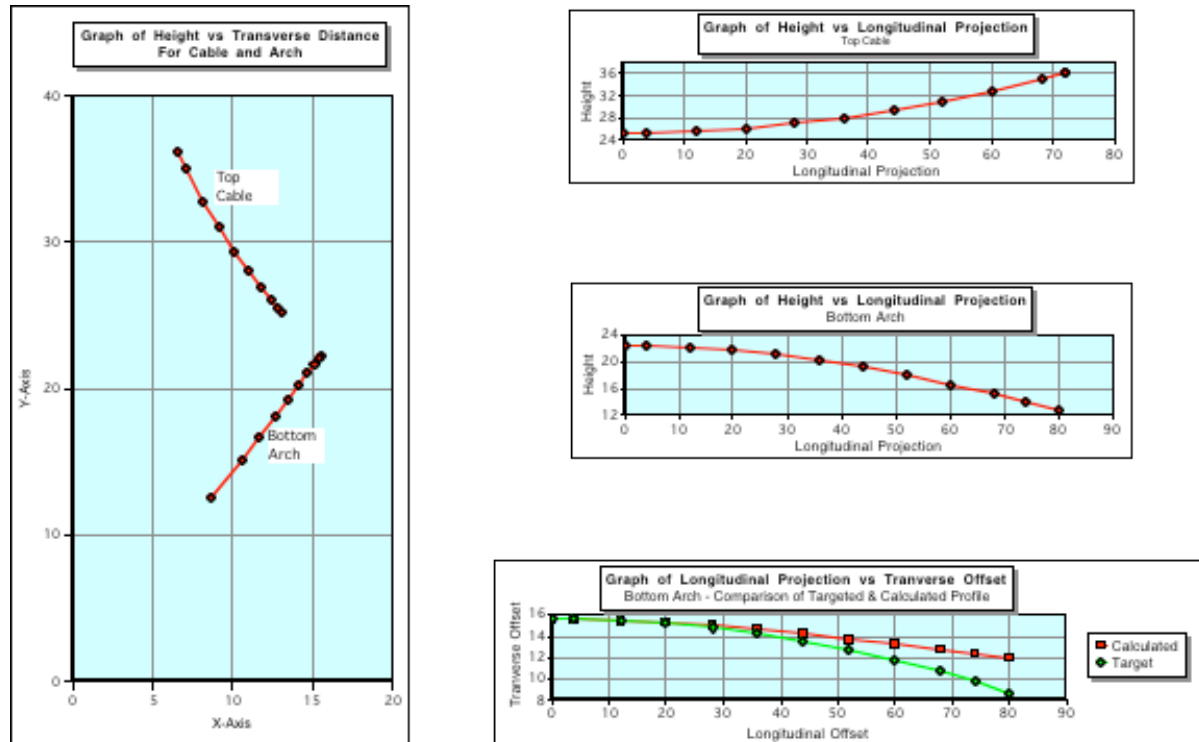 Graph of Height vs Transverse Distance
For Cable and Arch
40
30
20
10
0
Y-Axis
Top
Cable
Bottom
Arch
0 5 10 15 20
X-Axis
Graph of Height vs Longitudinal Projection
Top Cable
36
32
28
24
Height
0 10 20 30 40 50 60 70 80
Longitudinal Projection
Graph of Height vs Longitudinal Projection
Bottom Arch
24
20
16
12
Height
0 10 20 30 40 50 60 70 80 90
Longitudinal Projection
Graph of Longitudinal Projection vs Tranverse Offset
Bottom Arch - Comparison of Targeted & Calculated Profile
16
14
12
10
8
Tranverse Offset
0 10 20 30 40 50 60 70 80 90
Longitudinal Offset
Calculated
Target